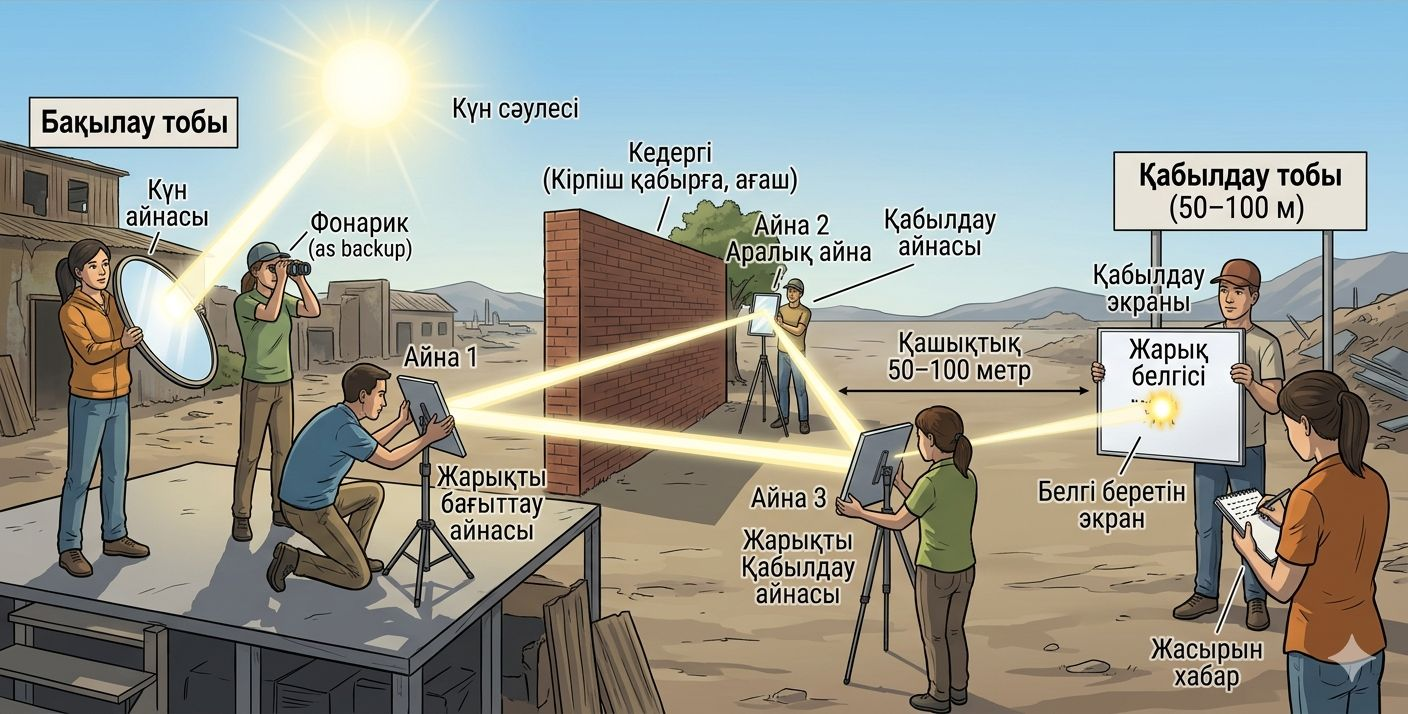 Бақылау тобы
Күн сәулесі
Күн
айнасы
Фонарик
(as backup)
Кедергі
(Кірпіш қабырға, ағаш)
Айна 2
Аралық айна
Қабылдау
айнасы
Қабылдау тобы
(50–100 м)
Қабылдау
экраны
Айна 1
Жарықты
бағыттау
айнасы
Қашықтық
50–100 метр
Жарық
белгісі
Айна 3
Жарықты
Қабылдау
айнасы
Белгі беретін
экран
Жасырын
хабар